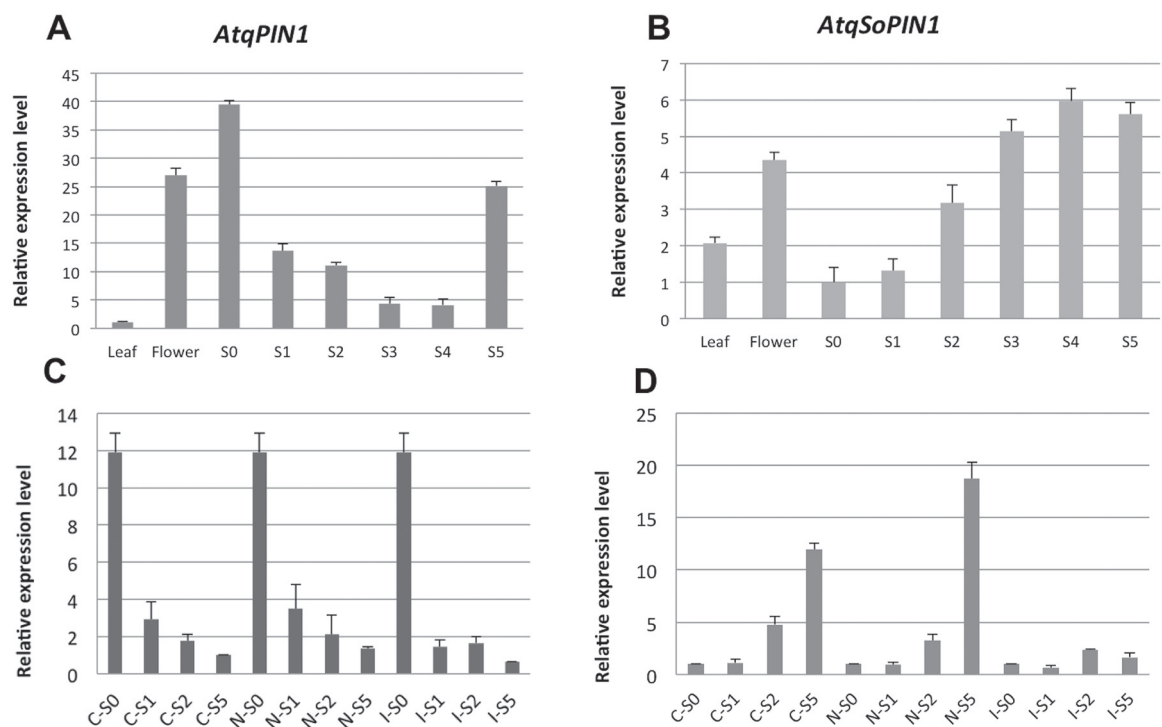 A
AtqPIN1
Relative expression level
45
40
35
30
25
20
15
10
5
0
Leaf Flower S0 S1 S2 S3 S4 S5
B
AtqSoPIN1
Relative expression level
7
6
5
4
3
2
1
0
Leaf Flower S0 S1 S2 S3 S4 S5
C
Relative expression level
14
12
10
8
6
4
2
0
C-S0 C-S1 C-S2 C-S5 N-S0 N-S1 N-S2 N-S5 I-S0 I-S1 I-S2 I-S5
D
Relative expression level
25
20
15
10
5
0
C-S0 C-S1 C-S2 C-S5 N-S0 N-S1 N-S2 N-S5 I-S0 I-S1 I-S2 I-S5